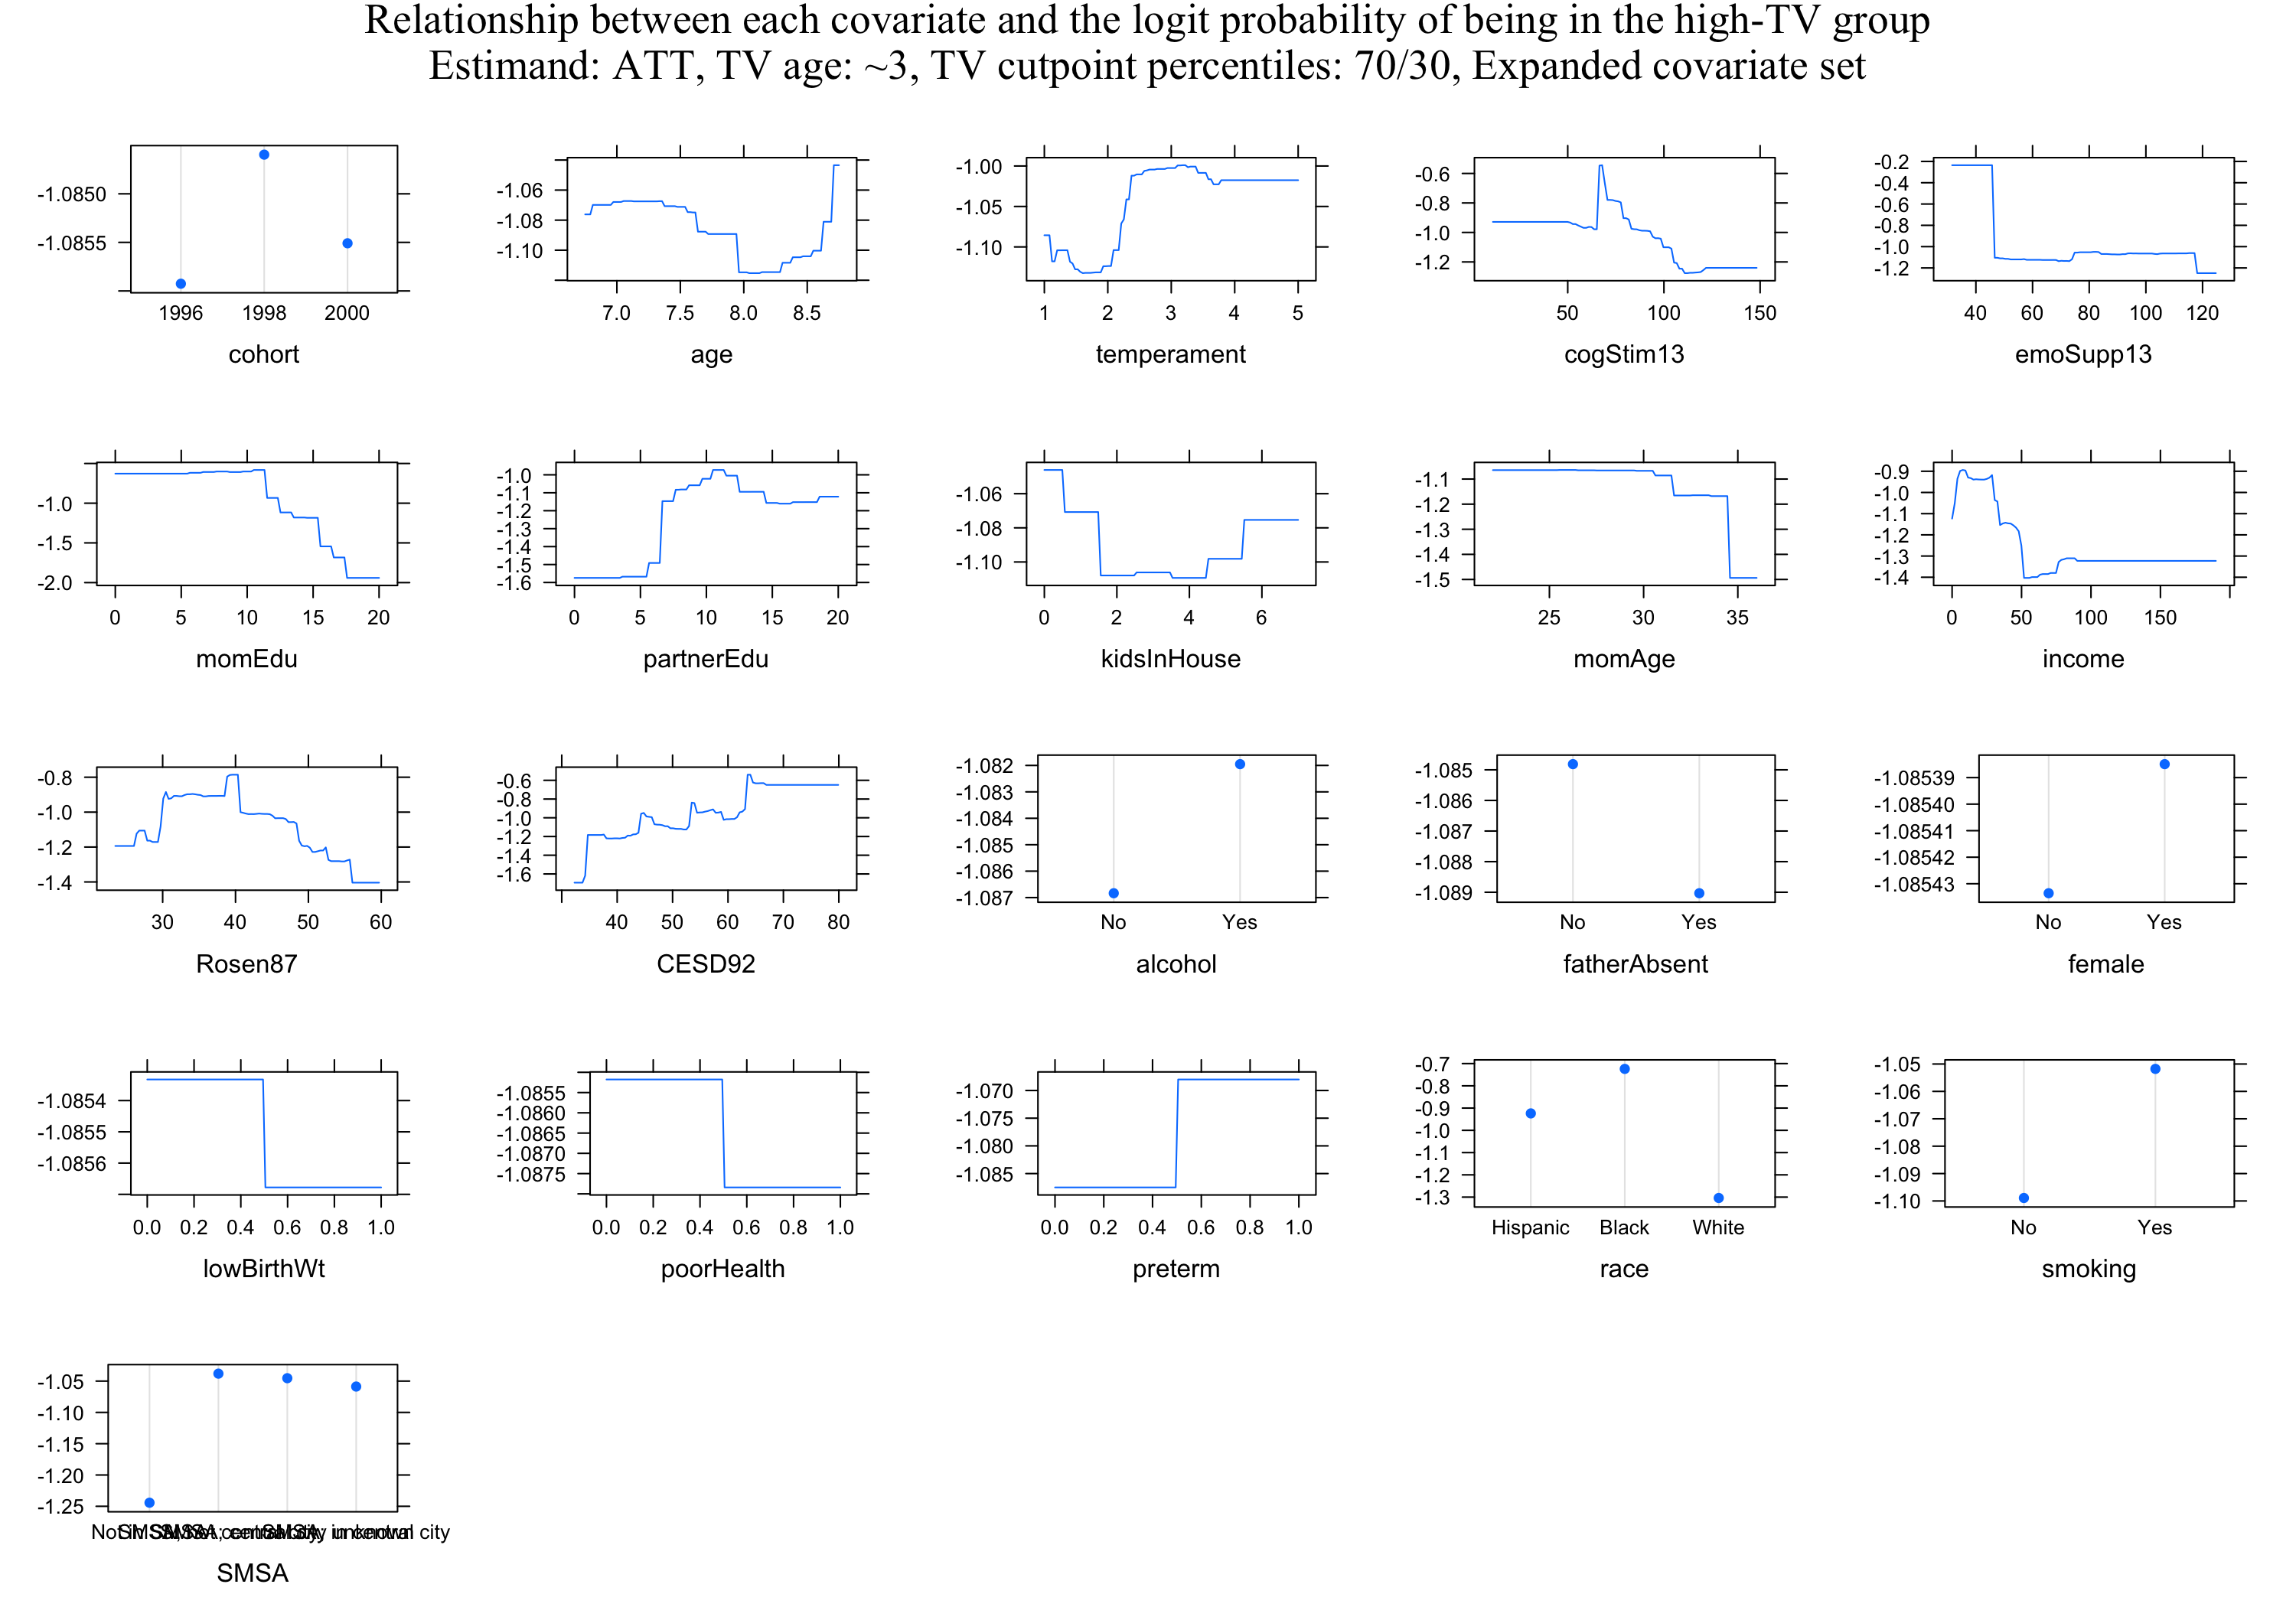 Relationship between each covariate and the logit probability of being in the high-TV group
Estimand: ATT, TV age: ~3, TV cutpoint percentiles: 70/30, Expanded covariate set
-1.0850
-1.0855
1996 1998 2000
cohort
-1.06
-1.08
-1.10
7.0 7.5 8.0 8.5
age
-1.00
-1.05
-1.10
1 2 3 4 5
temperament
-0.6
-0.8
-1.0
-1.2
50 100 150
cogStim13
-0.2
-0.4
-0.6
-0.8
-1.0
-1.2
40 60 80 100 120
emoSupp13
-1.0
-1.5
-2.0
0 5 10 15 20
momEdu
-1.0
-1.1
-1.2
-1.3
-1.4
-1.5
-1.6
0 5 10 15 20
partnerEdu
-1.06
-1.08
-1.10
0 2 4 6
kidsInHouse
-1.1
-1.2
-1.3
-1.4
-1.5
25 30 35
momAge
-0.9
-1.0
-1.1
-1.2
-1.3
-1.4
0 50 100 150
income
-0.8
-1.0
-1.2
-1.4
30 40 50 60
Rosen87
-0.6
-0.8
-1.0
-1.2
-1.4
-1.6
40 50 60 70 80
CESD92
-1.082
-1.083
-1.084
-1.085
-1.086
-1.087
No Yes
alcohol
-1.085
-1.086
-1.087
-1.088
-1.089
No Yes
fatherAbsent
-1.08539
-1.08540
-1.08541
-1.08542
-1.08543
No Yes
female
-1.0854
-1.0855
-1.0856
0.0 0.2 0.4 0.6 0.8 1.0
lowBirthWt
-1.0855
-1.0860
-1.0865
-1.0870
-1.0875
0.0 0.2 0.4 0.6 0.8 1.0
poorHealth
-1.070
-1.075
-1.080
-1.085
0.0 0.2 0.4 0.6 0.8 1.0
preterm
-0.7
-0.8
-0.9
-1.0
-1.1
-1.2
-1.3
Hispanic Black White
race
-1.05
-1.06
-1.07
-1.08
-1.09
-1.10
No Yes
smoking
-1.05
-1.10
-1.15
-1.20
-1.25
city
SMSA